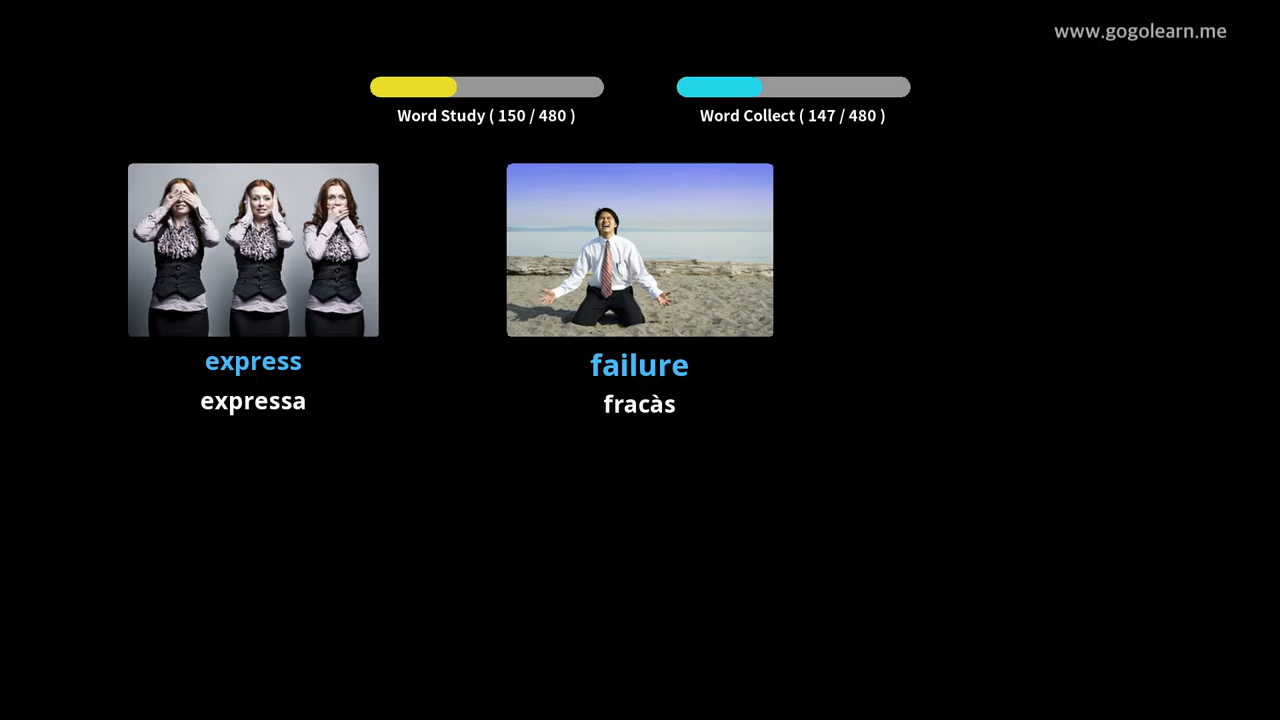 www.gogolearn.me
Word Study ( 150 / 480 )
Word Collect ( 147 / 480 )
express
expressa
failure
fracàs